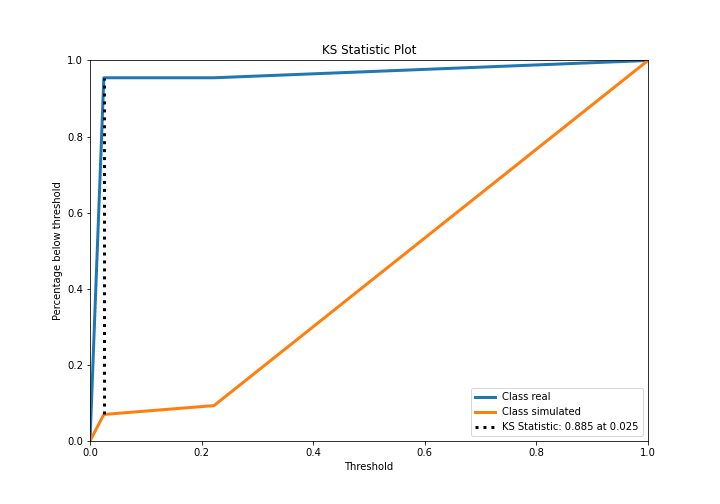 KS Statistic Plot
1.0
0.8
0.6
0.4
0.2
0.0
Percentage below threshold
0.0 0.2 0.4 0.6 0.8 1.0
Threshold
Class real
Class simulated
KS Statistic: 0.885 at 0.025